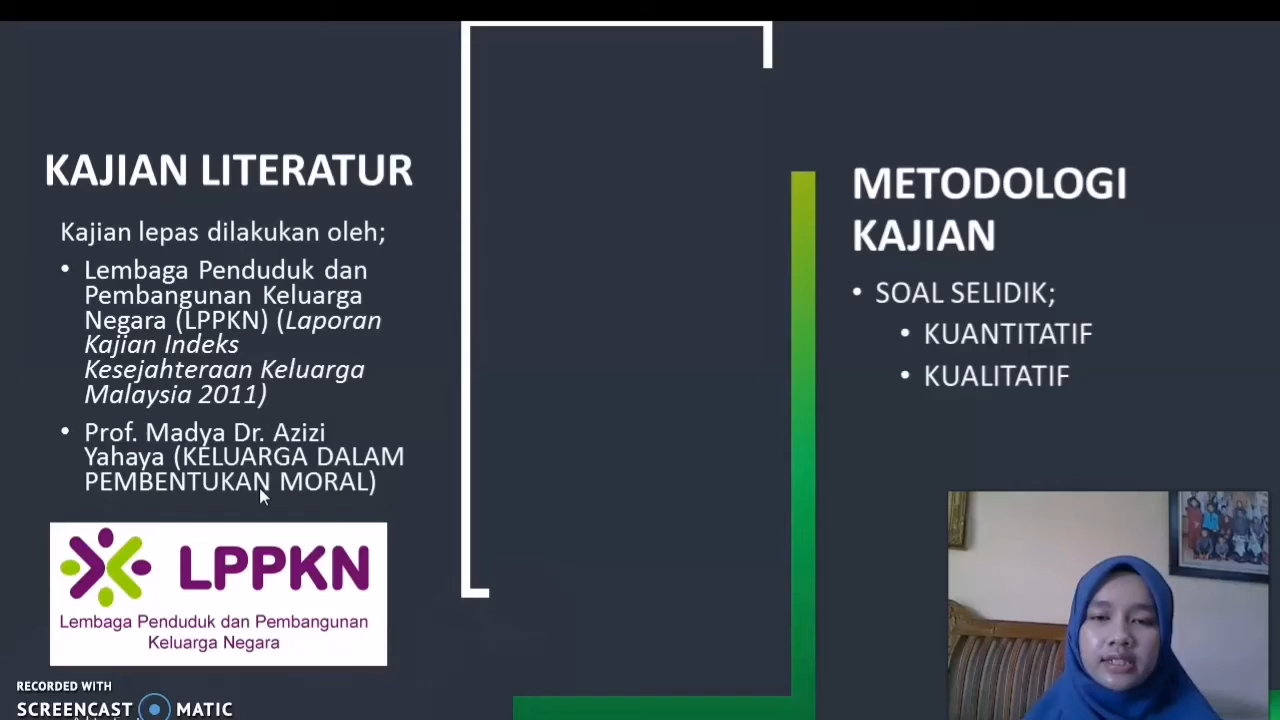 KAJIAN LITERATUR
Kajian lepas dilakukan oleh;
• Lembaga Penduduk dan
Pembangunan Keluarga
Negara (LPPKN) (Laporan
Kajian Indeks
Kesejahteraan Keluarga
Malaysia 2011)
• Prof. Madya Dr. Azizi
Yahaya (KELUARGA DALAM
PEMBENTUKAN MORAL)
LPPKN
Lembaga Penduduk dan Pembangunan
Keluarga Negara
METODOLOGI
KAJIAN
• SOAL SELIDIK;
• KUANTITATIF
• KUALITATIF
RECORDED WITH
SCREENCAST MATIC